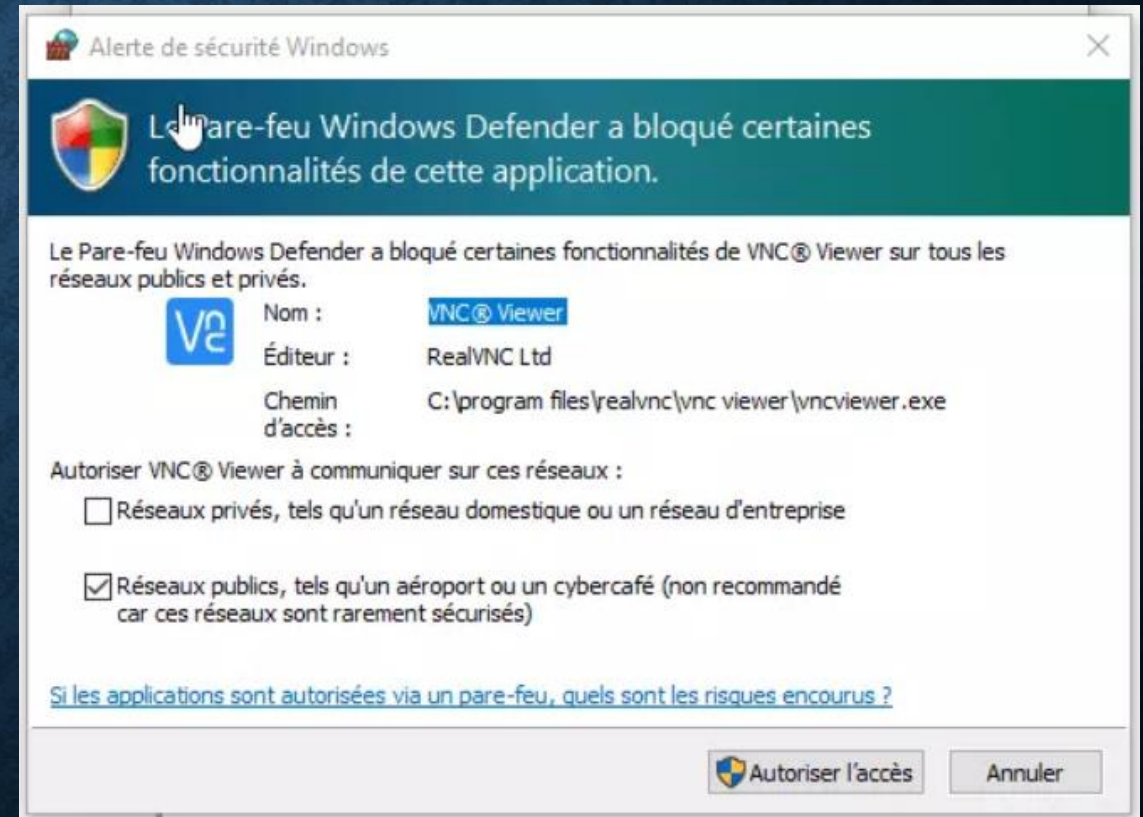 Alerte de sécurité Windows
Le Pare-feu Windows Defender a bloqué certaines
fonctionnalités de cette application.
Le Pare-feu Windows Defender a bloqué certaines fonctionnalités de VNC® Viewer sur tous les
réseaux publics et privés.
Nom : VNC® Viewer
Éditeur : RealVNC Ltd
Chemin d'accès : C:\program files\realvnc\vnc viewer\vncviewer.exe
Autoriser VNC® Viewer à communiquer sur ces réseaux :
Réseaux privés, tels qu'un réseau domestique ou un réseau d'entreprise
Réseaux publics, tels qu'un aéroport ou un cybercafé (non recommandé
car ces réseaux sont rarement sécurisés)
Si les applications sont autorisées via un pare-feu, quels sont les risques encourus ?
Autoriser l'accès Annuler